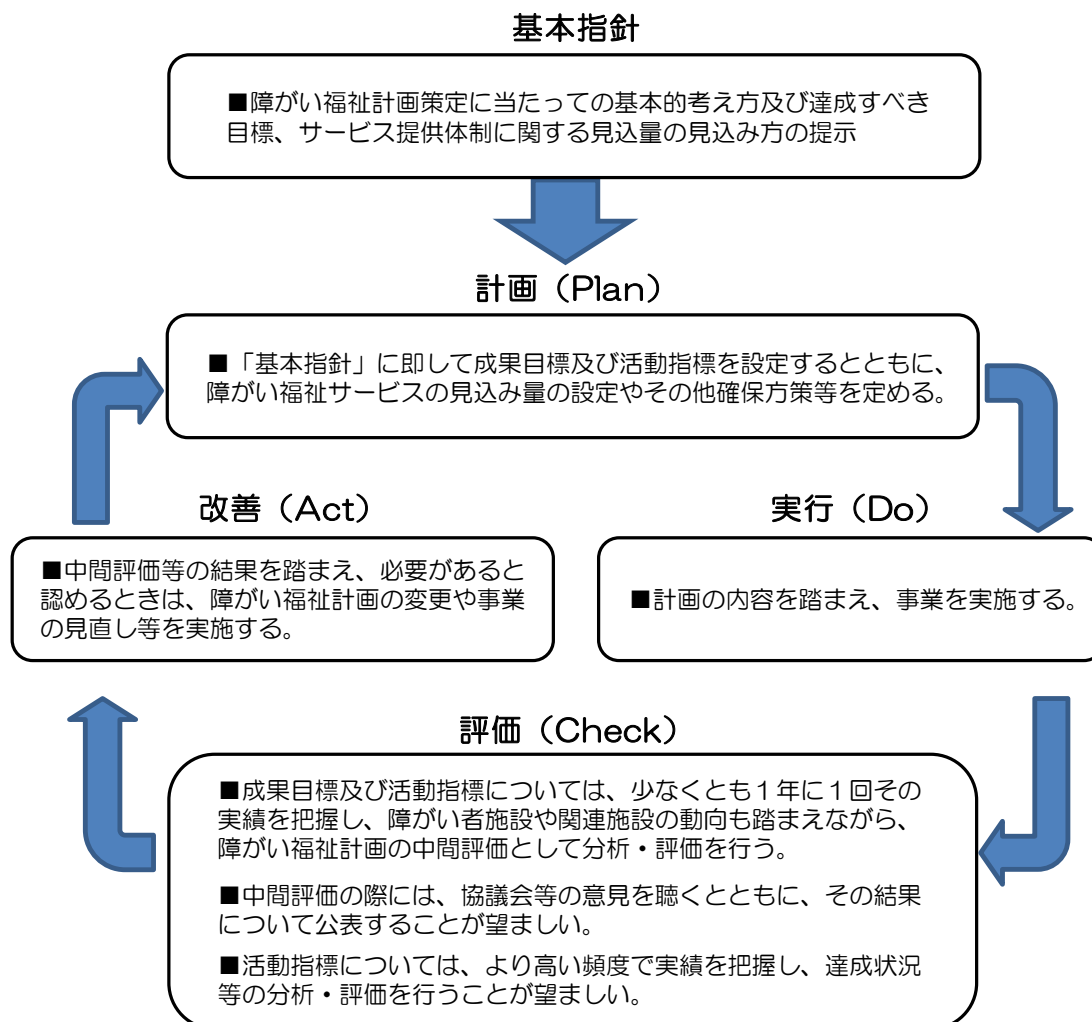 基本指針
■障がい福祉計画策定に当たっての基本的考え方及び達成すべき
目標、サービス提供体制に関する見込量の見込み方の提示
計画（Plan）
■「基本指針」に即して成果目標及び活動指標を設定するとともに、
障がい福祉サービスの見込み量の設定やその他確保方策等を定める。
改善（Act）
■中間評価等の結果を踏まえ、必要があると
認めるときは、障がい福祉計画の変更や事業
の見直し等を実施する。
実行（Do）
■計画の内容を踏まえ、事業を実施する。
評価（Check）
■成果目標及び活動指標については、少なくとも１年に１回その
実績を把握し、障がい者施設や関連施設の動向も踏まえながら、
障がい福祉計画の中間評価として分析・評価を行う。
■中間評価の際には、協議会等の意見を聴くとともに、その結果
について公表することが望ましい。
■活動指標については、より高い頻度で実績を把握し、達成状況
等の分析・評価を行うことが望ましい。